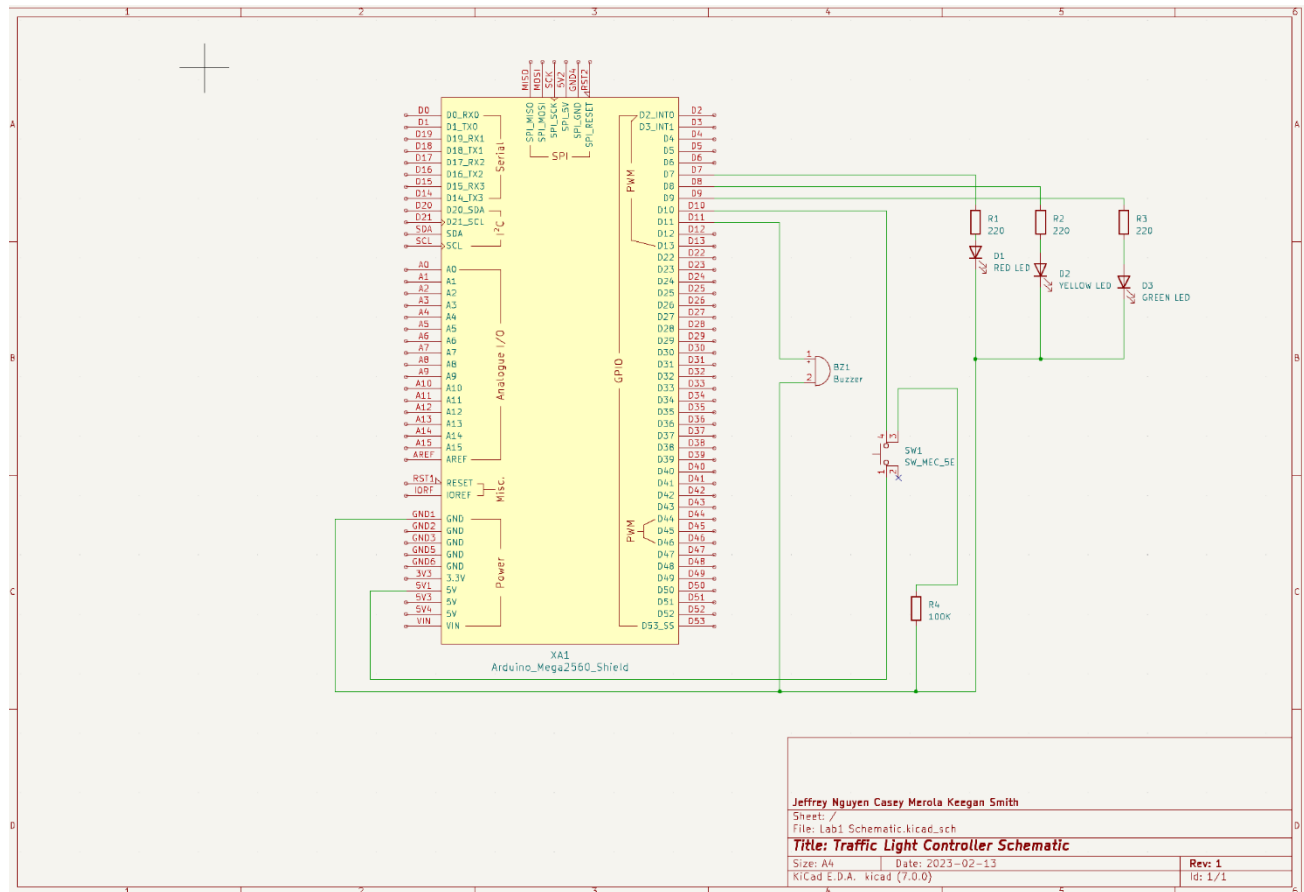 1 2 3 4 5 6
MISO MOSI SCK 5V2 GND4 RST2
SPI_MISO SPI_MOSI SPI_SCK SPI_5V SPI_GND SPI_RESET
SPI
A
A
D0 D0_RX0
D1 D1_TX0
D19 D19_RX1
D18 D18_TX1
D17 D17_RX2
D16 D16_TX2
D15 D15_RX3
D14 D14_TX3
Serial
D20 D20_SDA
D21 D21_SCL
SDA SDA
SCL SCL
I²C
A0 A0
A1 A1
A2 A2
A3 A3
A4 A4
A5 A5
A6 A6
A7 A7
A8 A8
A9 A9
A10 A10
A11 A11
A12 A12
A13 A13
A14 A14
A15 A15
AREF AREF
Analogue I/O
RST1 RESET
IORF IOREF
Misc.
GND1 GND
GND2 GND
GND3 GND
GND5 GND
GND6 GND
3V3 3.3V
5V1 5V
5V3 5V
5V4 5V
VIN VIN
Power
D2_INT0 D2
D3_INT1 D3
D4 D4
D5 D5
D6 D6
D7 D7
D8 D8
D9 D9
D10 D10
D11 D11
D12 D12
D13 D13
PWM
D22 D22
D23 D23
D24 D24
D25 D25
D26 D26
D27 D27
D28 D28
D29 D29
D30 D30
D31 D31
D32 D32
D33 D33
D34 D34
D35 D35
D36 D36
D37 D37
D38 D38
D39 D39
D40 D40
D41 D41
D42 D42
D43 D43
D44 D44
D45 D45
D46 D46
PWM
D47 D47
D48 D48
D49 D49
D50 D50
D51 D51
D52 D52
D53_SS D53
GPIO
XA1
Arduino_Mega2560_Shield
R1
220
R2
220
R3
220
D1
RED LED
D2
YELLOW LED
D3
GREEN LED
B
B
1
+
2
BZ1
Buzzer
4 3
1 2
SW1
SW_MEC_5E
C
C
R4
100K
D
D
Jeffrey Nguyen Casey Merola Keegan Smith
Sheet: /
File: Lab1 Schematic.kicad_sch
Title: Traffic Light Controller Schematic
Size: A4 Date: 2023-02-13 Rev: 1
KiCad E.D.A. kicad (7.0.0) Id: 1/1
1 2 3 4 5